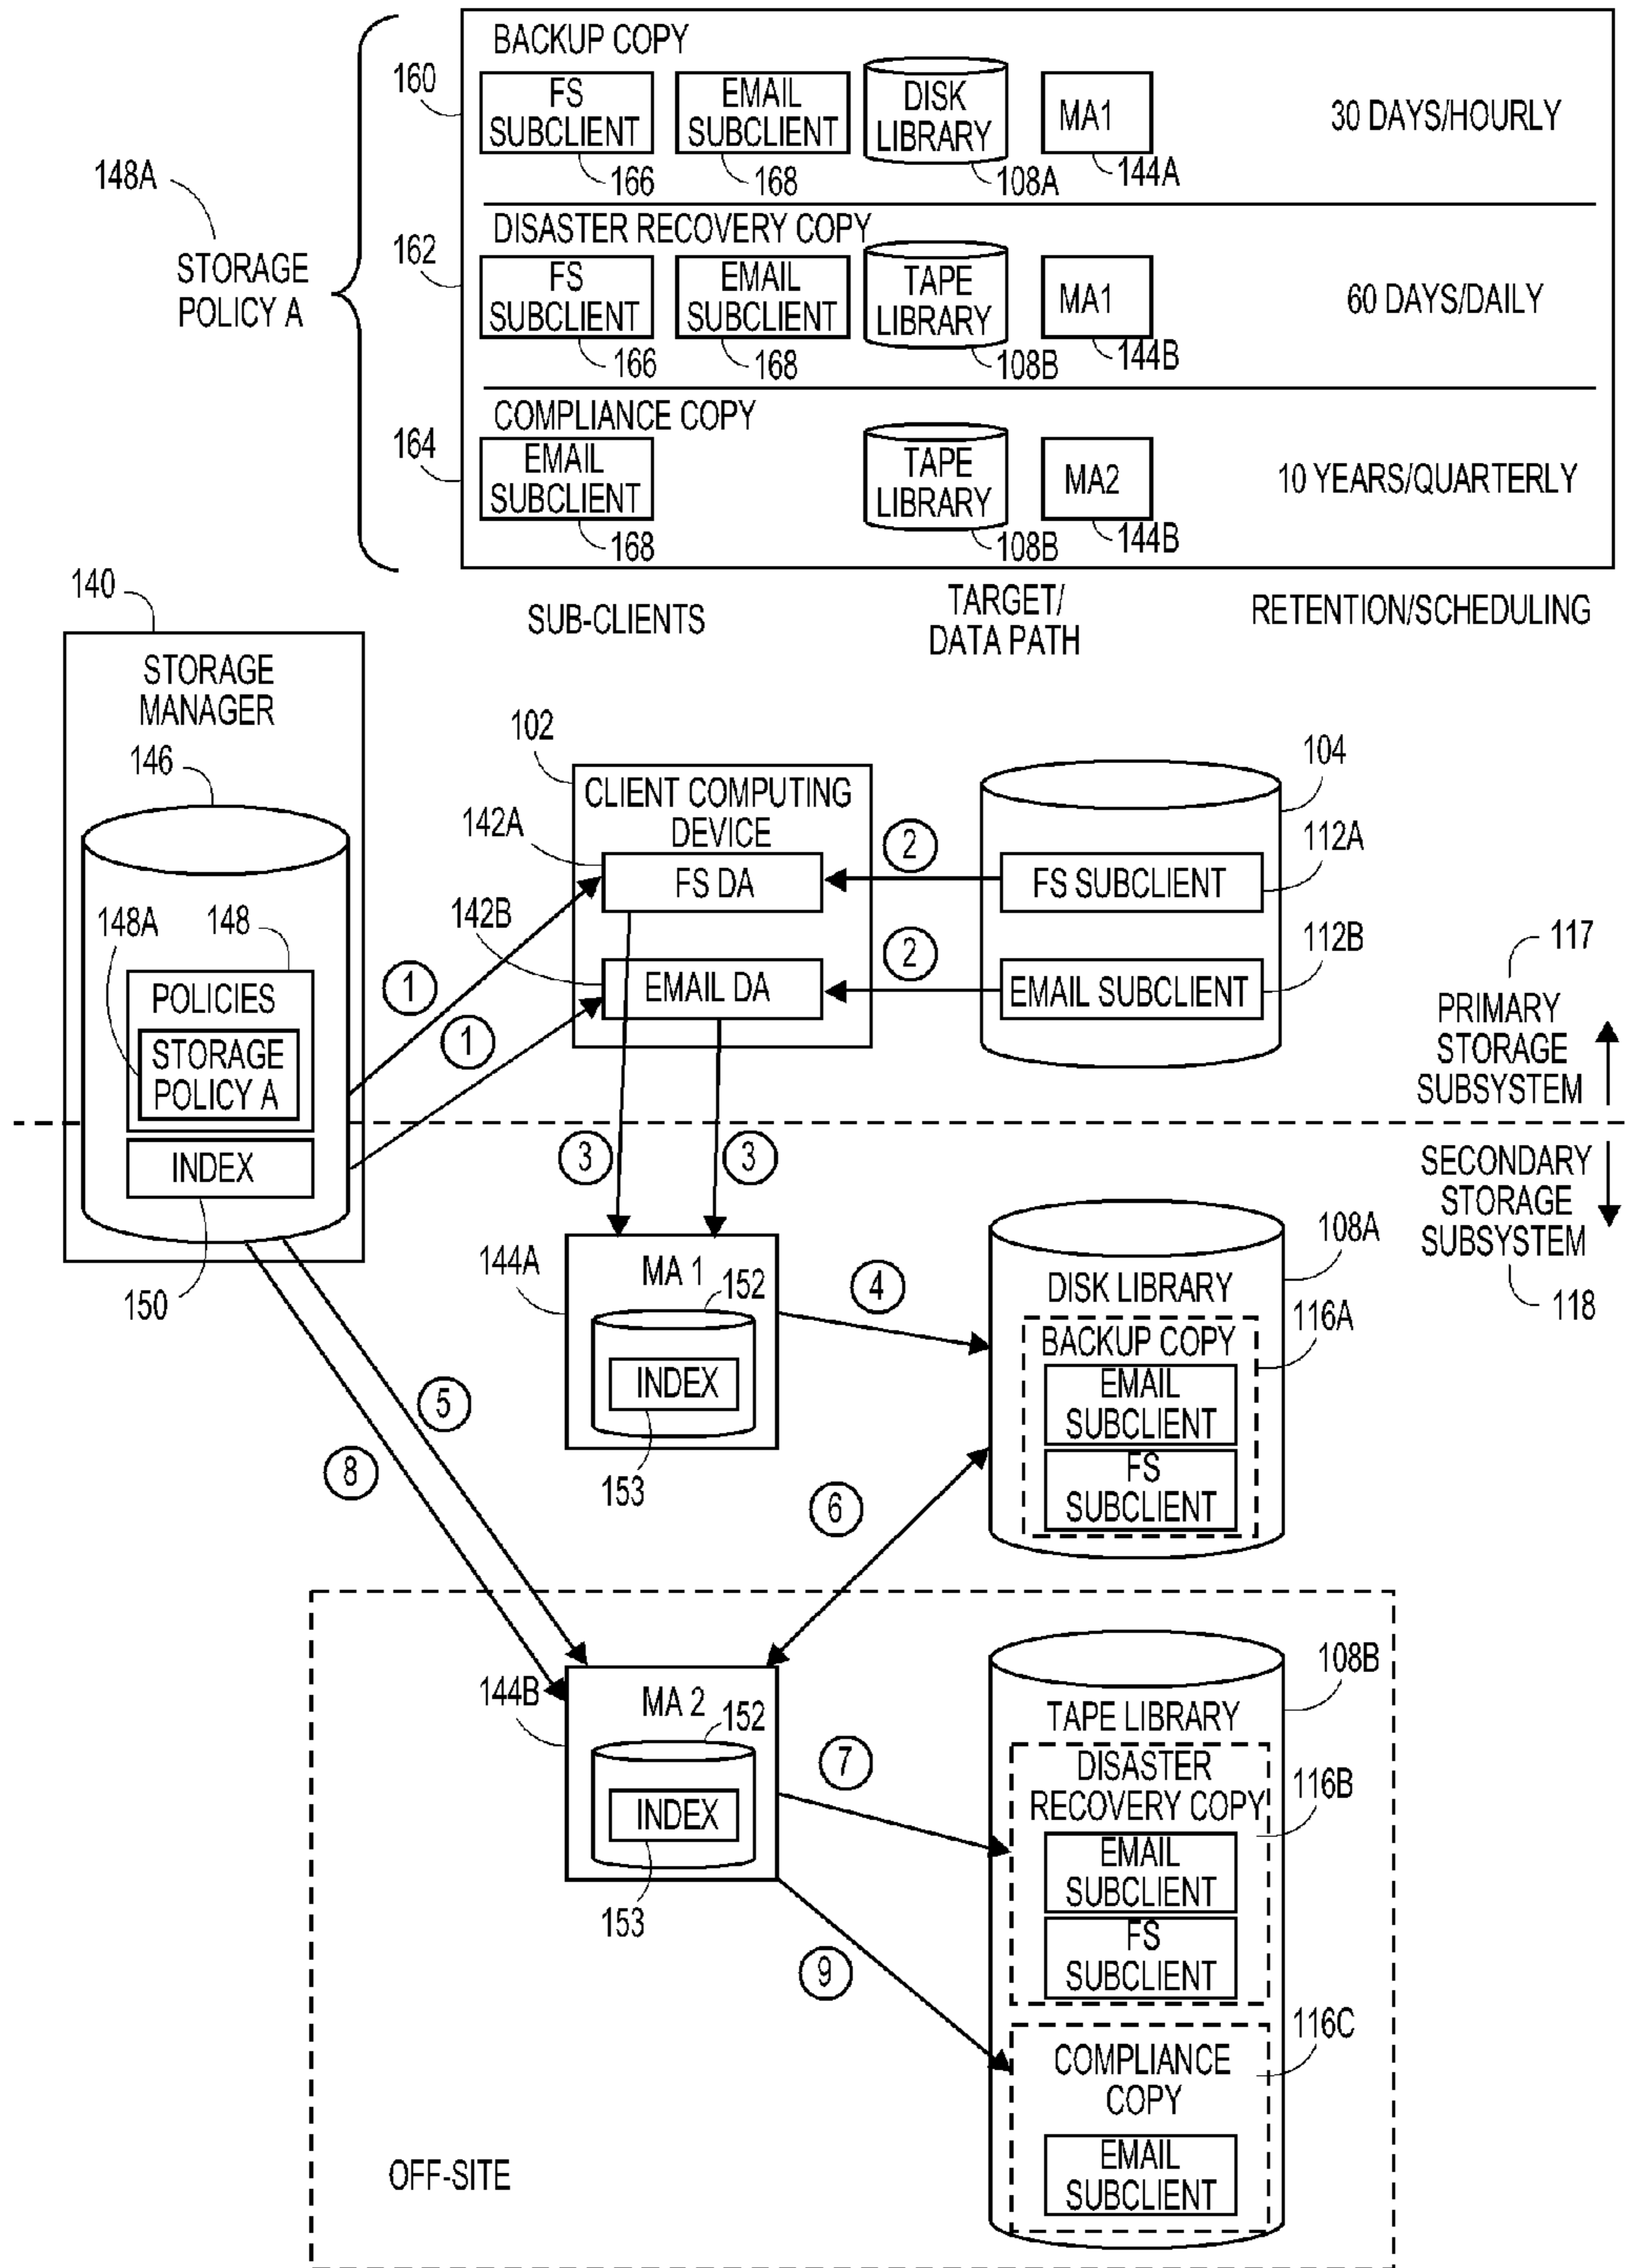 BACKUP COPY
160
FS
SUBCLIENT
166
EMAIL
SUBCLIENT
168
DISK
LIBRARY
108A
MA1
144A
30 DAYS/HOURLY
148A
STORAGE
POLICY A
DISASTER RECOVERY COPY
162
FS
SUBCLIENT
166
EMAIL
SUBCLIENT
168
TAPE
LIBRARY
108B
MA1
144B
60 DAYS/DAILY
COMPLIANCE COPY
164
EMAIL
SUBCLIENT
168
TAPE
LIBRARY
108B
MA2
144B
10 YEARS/QUARTERLY
SUB-CLIENTS
TARGET/
DATA PATH
RETENTION/SCHEDULING
140
STORAGE
MANAGER
146
148A
148
POLICIES
STORAGE
POLICY A
INDEX
150
102
CLIENT COMPUTING
DEVICE
142A
FS DA
142B
EMAIL DA
104
FS SUBCLIENT
112A
EMAIL SUBCLIENT
112B
1
1
2
2
117
PRIMARY
STORAGE
SUBSYSTEM
SECONDARY
STORAGE
SUBSYSTEM
118
3
3
144A
MA 1
152
INDEX
153
4
108A
DISK LIBRARY
116A
BACKUP COPY
EMAIL
SUBCLIENT
FS
SUBCLIENT
5
8
6
144B
MA 2
152
INDEX
153
7
9
108B
TAPE LIBRARY
DISASTER
RECOVERY COPY
116B
EMAIL
SUBCLIENT
FS
SUBCLIENT
116C
COMPLIANCE
COPY
EMAIL
SUBCLIENT
OFF-SITE